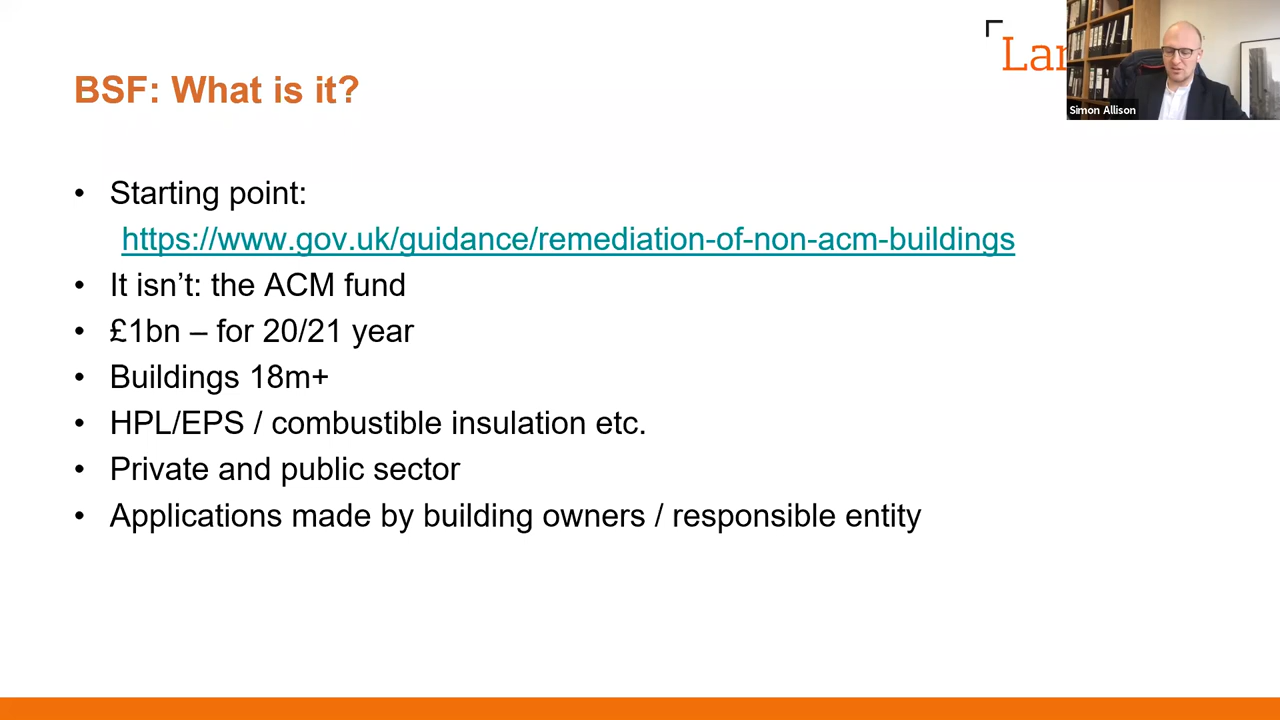 BSF: What is it?
Simon Allison
• Starting point:
https://www.gov.uk/guidance/remediation-of-non-acm-buildings
• It isn’t: the ACM fund
• £1bn – for 20/21 year
• Buildings 18m+
• HPL/EPS / combustible insulation etc.
• Private and public sector
• Applications made by building owners / responsible entity